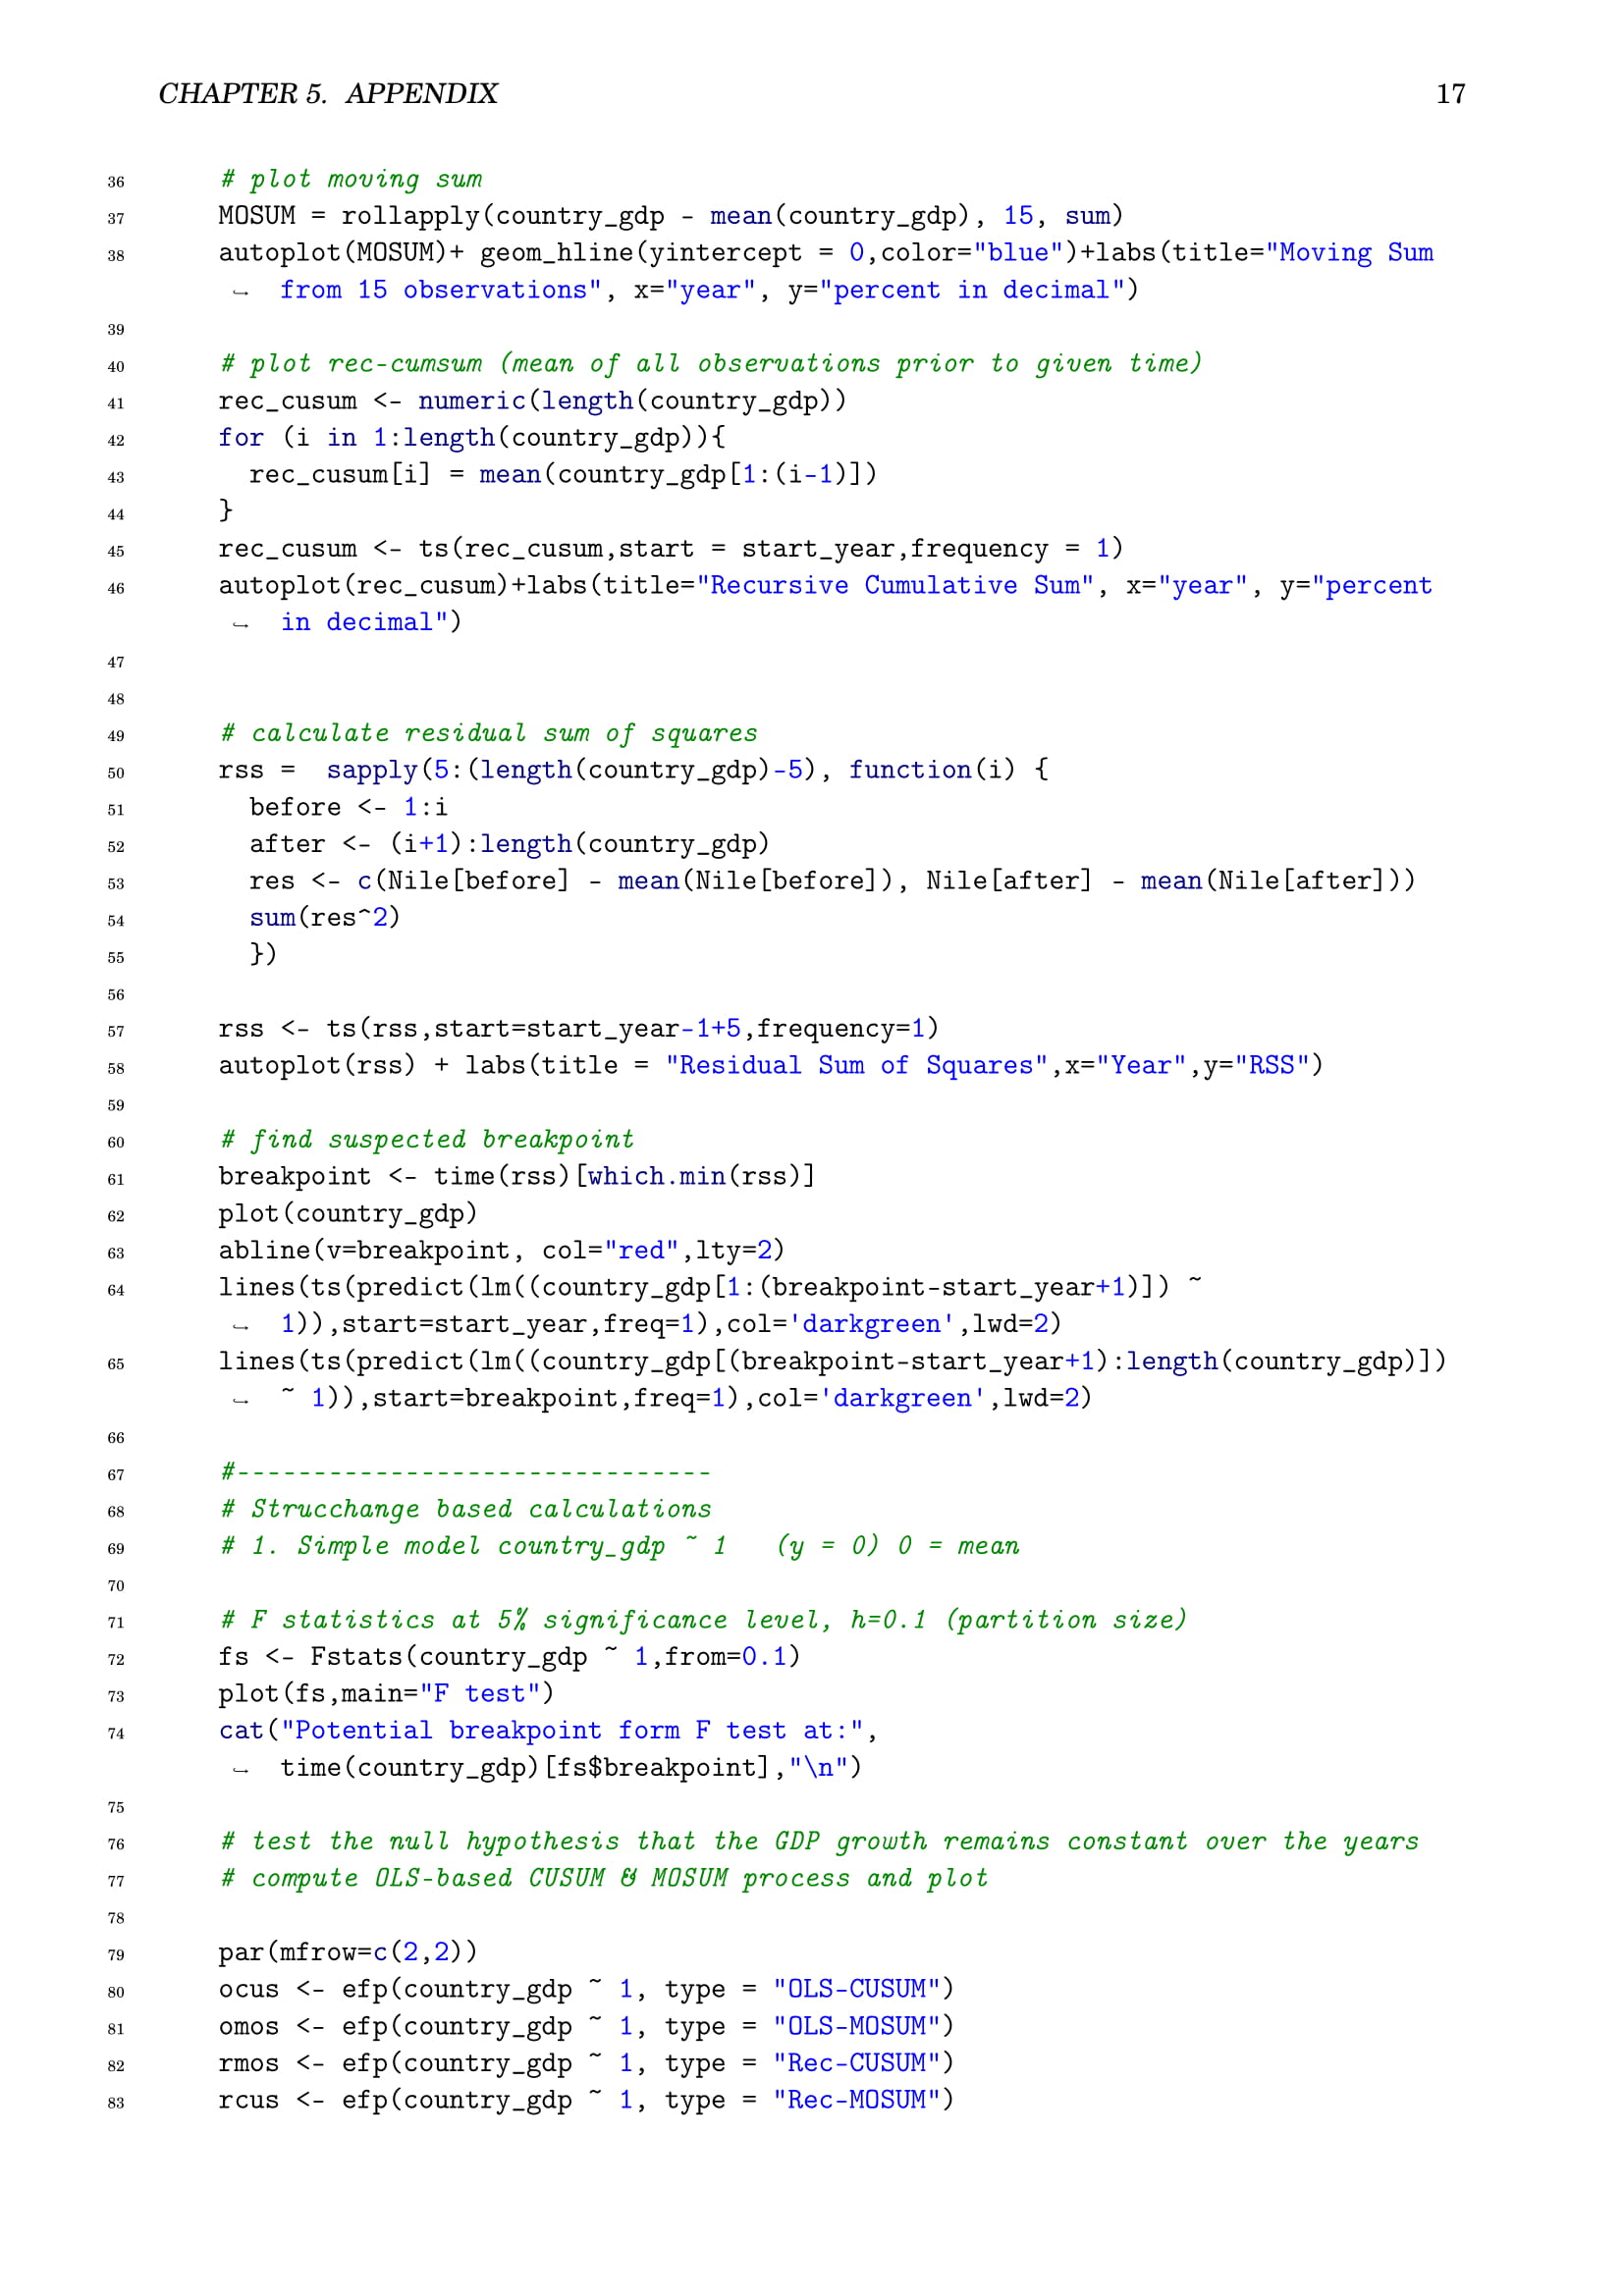 CHAPTER 5. APPENDIX 17
36 # plot moving sum
37 MOSUM = rollapply(country_gdp - mean(country_gdp), 15, sum)
38 autoplot(MOSUM)+ geom_hline(yintercept = 0,color="blue")+labs(title="Moving Sum
↪ from 15 observations", x="year", y="percent in decimal")
39
40 # plot rec-cumsum (mean of all observations prior to given time)
41 rec_cusum <- numeric(length(country_gdp))
42 for (i in 1:length(country_gdp)){
43 rec_cusum[i] = mean(country_gdp[1:(i-1)])
44 }
45 rec_cusum <- ts(rec_cusum,start = start_year,frequency = 1)
46 autoplot(rec_cusum)+labs(title="Recursive Cumulative Sum", x="year", y="percent
↪ in decimal")
47
48
49 # calculate residual sum of squares
50 rss = sapply(5:(length(country_gdp)-5), function(i) {
51 before <- 1:i
52 after <- (i+1):length(country_gdp)
53 res <- c(Nile[before] - mean(Nile[before]), Nile[after] - mean(Nile[after]))
54 sum(res^2)
55 })
56
57 rss <- ts(rss,start=start_year-1+5,frequency=1)
58 autoplot(rss) + labs(title = "Residual Sum of Squares",x="Year",y="RSS")
59
60 # find suspected breakpoint
61 breakpoint <- time(rss)[which.min(rss)]
62 plot(country_gdp)
63 abline(v=breakpoint, col="red",lty=2)
64 lines(ts(predict(lm((country_gdp[1:(breakpoint-start_year+1)]) ~
↪ 1)),start=start_year,freq=1),col='darkgreen',lwd=2)
65 lines(ts(predict(lm((country_gdp[(breakpoint-start_year+1):length(country_gdp)])
↪ ~ 1)),start=breakpoint,freq=1),col='darkgreen',lwd=2)
66
67 #-------------------------------
68 # Strucchange based calculations
69 # 1. Simple model country_gdp ~ 1 (y = 0) 0 = mean
70
71 # F statistics at 5% significance level, h=0.1 (partition size)
72 fs <- Fstats(country_gdp ~ 1,from=0.1)
73 plot(fs,main="F test")
74 cat("Potential breakpoint form F test at:",
↪ time(country_gdp)[fs$breakpoint],"\n")
75
76 # test the null hypothesis that the GDP growth remains constant over the years
77 # compute OLS-based CUSUM & MOSUM process and plot
78
79 par(mfrow=c(2,2))
80 ocus <- efp(country_gdp ~ 1, type = "OLS-CUSUM")
81 omos <- efp(country_gdp ~ 1, type = "OLS-MOSUM")
82 rmos <- efp(country_gdp ~ 1, type = "Rec-CUSUM")
83 rcus <- efp(country_gdp ~ 1, type = "Rec-MOSUM")